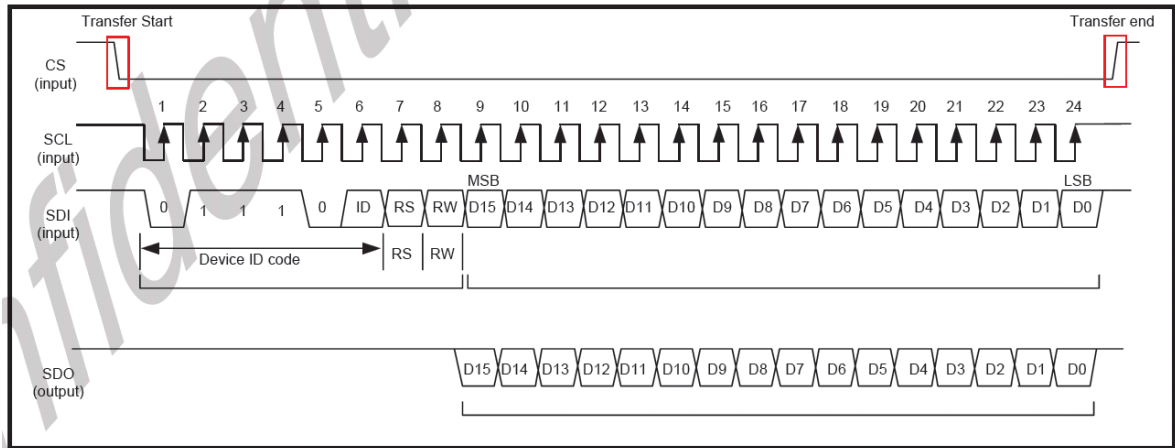 Transfer Start Transfer end
CS
(input)
1 2 3 4 5 6 7 8 9 10 11 12 13 14 15 16 17 18 19 20 21 22 23 24
SCL
(input)
MSB LSB
SDI
(input)
0 1 1 1 0 ID RS RW D15 D14 D13 D12 D11 D10 D9 D8 D7 D6 D5 D4 D3 D2 D1 D0
Device ID code RS RW
SDO
(output)
D15 D14 D13 D12 D11 D10 D9 D8 D7 D6 D5 D4 D3 D2 D1 D0
nfident